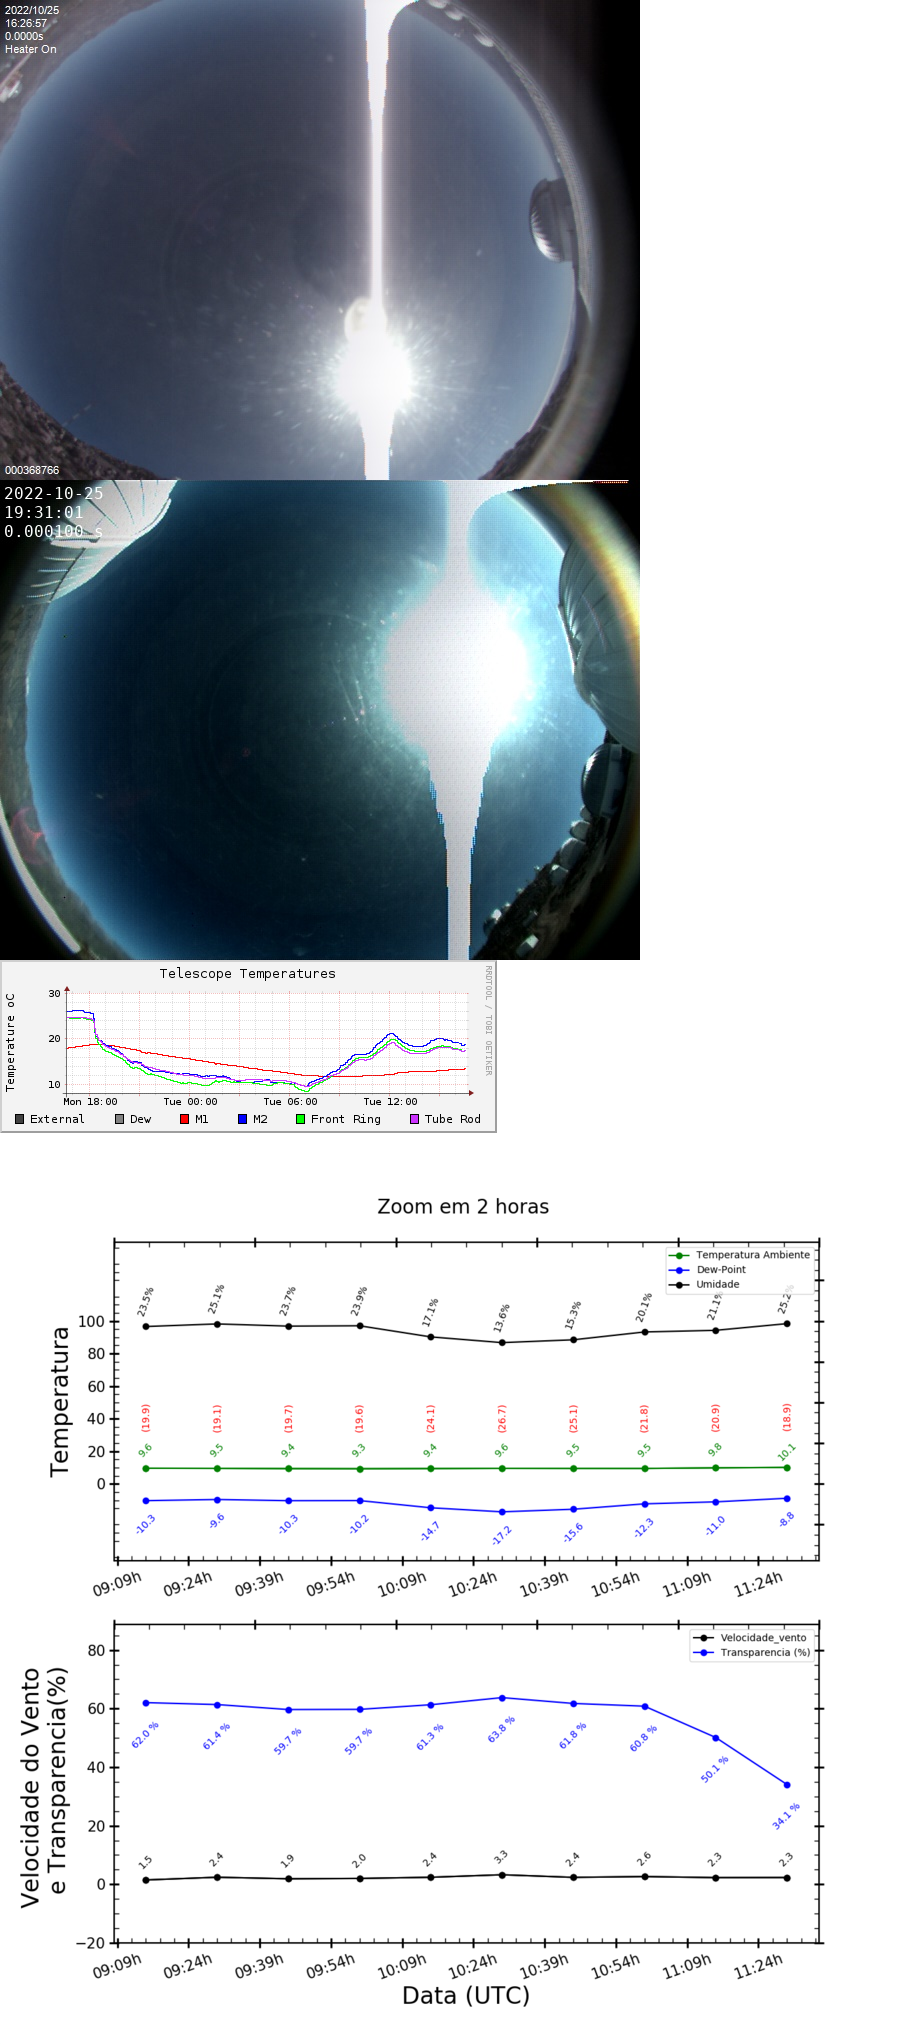 2022/10/25
16:26:57
0.0000s
Heater On
000368766
2022-10-25
19:31:01
0.000100 s
Telescope Temperatures
RRDTOOL / TOBI OETIKER
Temperature oC
30
20
10
Mon 18:00 Tue 00:00 Tue 06:00 Tue 12:00
External Dew M1 M2 Front Ring Tube Rod
Zoom em 2 horas
Temperatura Ambiente
Dew-Point
Umidade
23.5% 25.1% 23.7% 23.9% 17.1% 13.6% 15.3% 20.1% 21.1% 25.2%
Temperatura
100
80
60
40
20
0
(19.9) (19.1) (19.7) (19.6) (24.1) (26.7) (25.1) (21.8) (20.9) (18.9)
9.6 9.5 9.4 9.3 9.4 9.6 9.5 9.5 9.8 10.1
-10.3 -9.6 -10.3 -10.2 -14.7 -17.2 -15.6 -12.3 -11.0 -8.8
09:09h 09:24h 09:39h 09:54h 10:09h 10:24h 10:39h 10:54h 11:09h 11:24h
Velocidade_vento
Transparencia (%)
Velocidade do Vento
e Transparencia(%)
80
60
40
20
0
−20
62.0 % 61.4 % 59.7 % 59.7 % 61.3 % 63.8 % 61.8 % 60.8 % 50.1 % 34.1 %
1.5 2.4 1.9 2.0 2.4 3.3 2.4 2.6 2.3 2.3
09:09h 09:24h 09:39h 09:54h 10:09h 10:24h 10:39h 10:54h 11:09h 11:24h
Data (UTC)